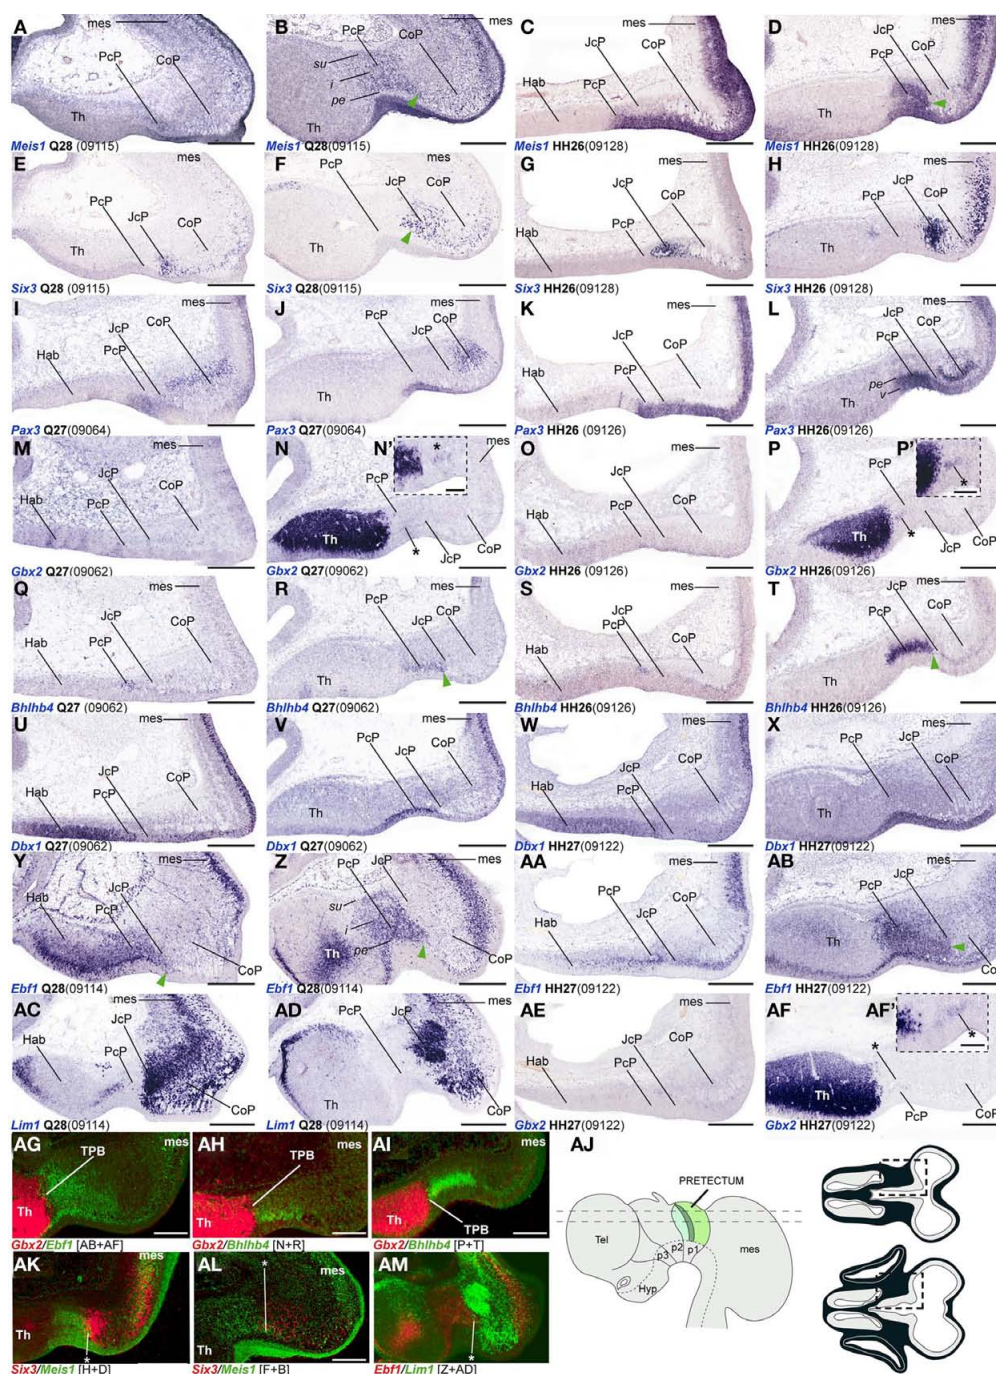 A
mes
PcP
CoP
Th
Meis1 Q28 (09115)
B
mes
PcP
CoP
su
i
pe
Meis1 Q28 (09115)
C
mes
JcP
CoP
Hab
PcP
Meis1 HH26 (09128)
D
mes
JcP
PcP
CoP
Th
Meis1 HH26 (09128)
E
mes
PcP
JcP
CoP
Th
Six3 Q28 (09115)
F
mes
PcP
JcP
CoP
Th
Six3 Q28 (09115)
G
mes
JcP
CoP
PcP
Hab
Six3 HH26 (09128)
H
mes
JcP
PcP
CoP
Th
Six3 HH26 (09128)
I
mes
CoP
JcP
PcP
Hab
Pax3 Q27(09064)
J
mes
CoP
PcP
JcP
Th
Pax3 Q27(09064)
K
mes
JcP
CoP
PcP
Hab
Pax3 HH26 (09126)
L
mes
JcP
PcP
CoP
pe
v
Th
Pax3 HH26 (09126)
M
mes
JcP
CoP
PcP
Hab
Gbx2 Q27(09062)
N
N'
*
mes
PcP
Th
*
JcP
CoP
Gbx2 Q27(09062)
O
mes
JcP
CoP
PcP
Hab
Gbx2 HH26 (09126)
P
P'
*
PcP
Th
*
JcP
CoP
Gbx2 HH26 (09126)
Q
mes
CoP
JcP
Hab
PcP
Bhlhb4 Q27 (09062)
R
mes
CoP
PcP
JcP
Th
Bhlhb4 Q27(09062)
S
mes
JcP
CoP
PcP
Hab
Bhlhb4 HH26 (09126)
T
mes
JcP
CoP
PcP
Th
Bhlhb4 HH26(09126)
U
mes
CoP
Hab
JcP
PcP
Dbx1 Q27(09062)
V
mes
CoP
JcP
PcP
Th
Dbx1 Q27(09062)
W
mes
CoP
JcP
Hab
PcP
Dbx1 HH27(09122)
X
mes
JcP
CoP
PcP
Th
Dbx1 HH27(09122)
Y
mes
JcP
Hab
PcP
CoP
Ebf1 Q28(09114)
Z
mes
JcP
PcP
su
i
pe
Th
CoP
Ebf1 Q28(09114)
AA
mes
PcP
CoP
JcP
Hab
Ebf1 HH27(09122)
AB
mes
JcP
PcP
Th
CoP
Ebf1 HH27(09122)
AC
mes
JcP
Hab
PcP
CoP
Lim1 Q28 (09114)
AD
mes
JcP
PcP
Th
CoP
Lim1 Q28 (09114)
AE
mes
Hab
JcP
CoP
PcP
Gbx2 HH27(09122)
AF
AF'
*
*
Th
PcP
CoP
Gbx2 HH27(09122)
AG
mes
TPB
Th
Gbx2/Ebf1 [AB+AF]
AH
mes
TPB
Th
Gbx2/Bhlhb4 [N+R]
AI
mes
Th
TPB
Gbx2/Bhlhb4 [P+T]
AJ
PRETECTUM
Tel
p3
p2
p1
mes
Hyp
AK
mes
Th
*
Six3/Meis1 [H+D]
AL
mes
*
Th
Six3/Meis1 [F+B]
AM
*
Ebf1/Lim1 [Z+AD]